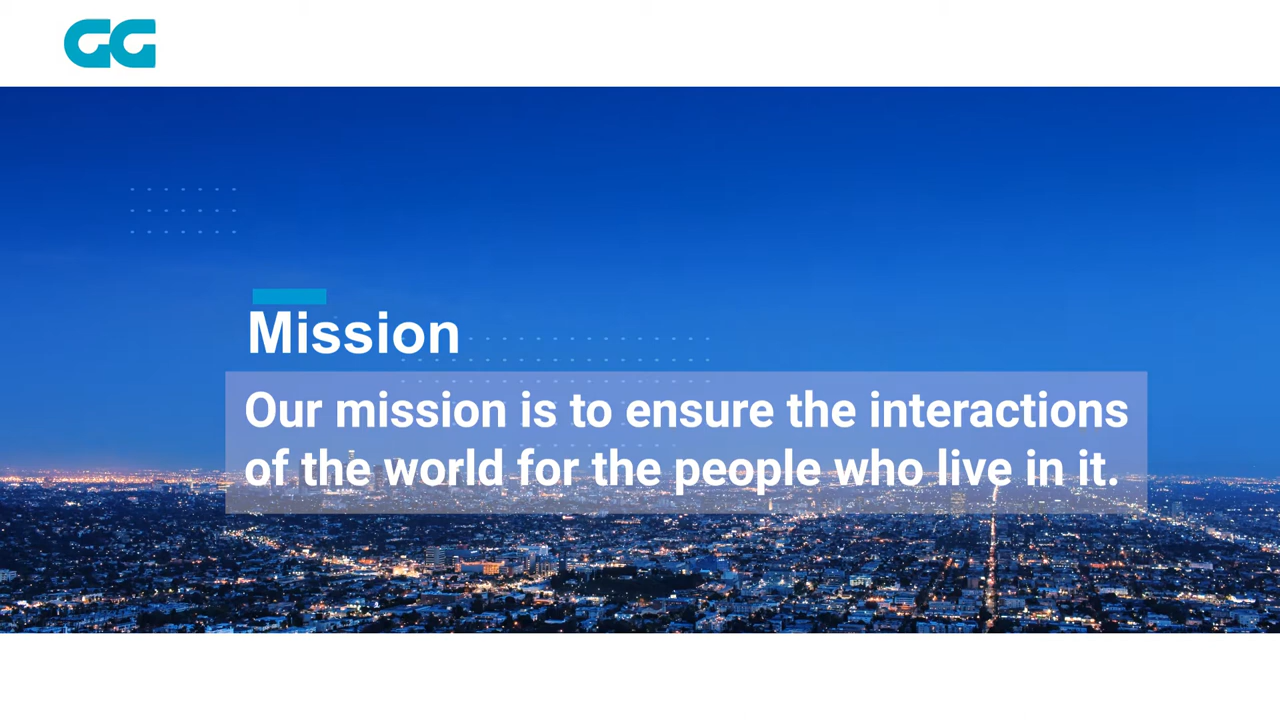 GG
Mission
Our mission is to ensure the interactions
of the world for the people who live in it.